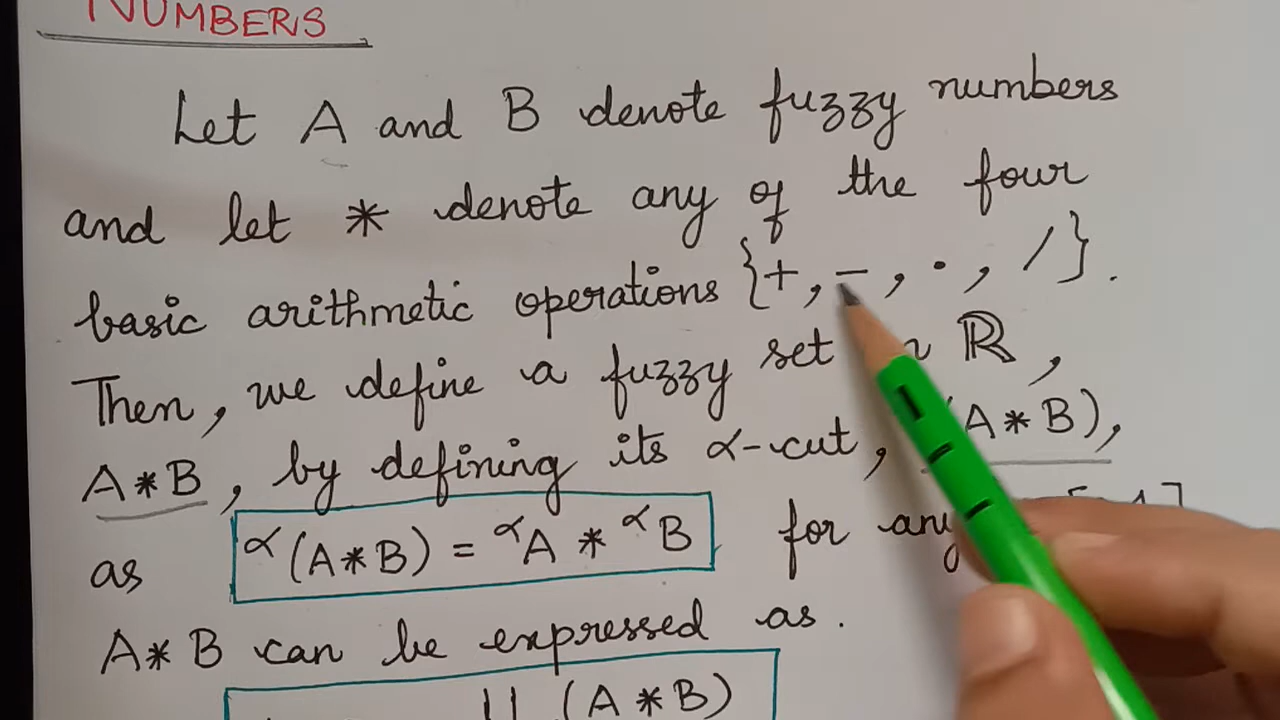 NUMBERS
Let A and B denote fuzzy numbers
and let * denote any of the four
basic arithmetic operations {+, -, ·, /}.
Then, we define a fuzzy set ℝ,
A*B, by defining its α-cut, (A*B),
as α(A*B) = αA * αB for any
A*B can be expressed as.
(A*B)